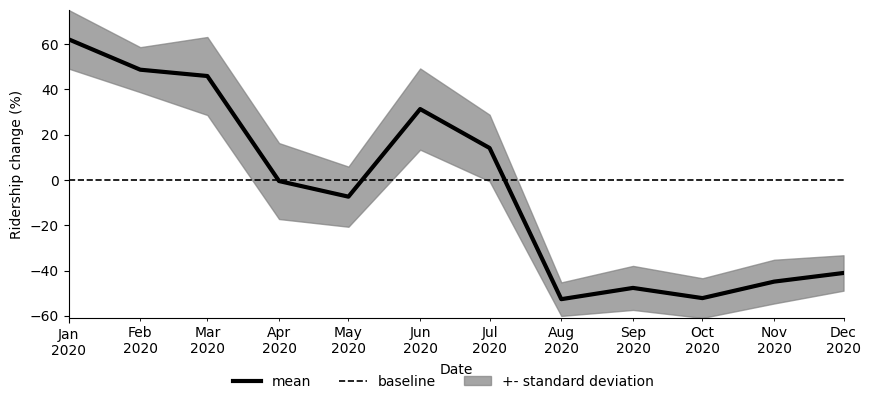 Ridership change (%)
60
40
20
0
−20
−40
−60
Jan Feb Mar Apr May Jun Jul Aug Sep Oct Nov Dec
2020 2020 2020 2020 2020 2020 2020 2020 2020 2020 2020 2020
Date
mean baseline +- standard deviation